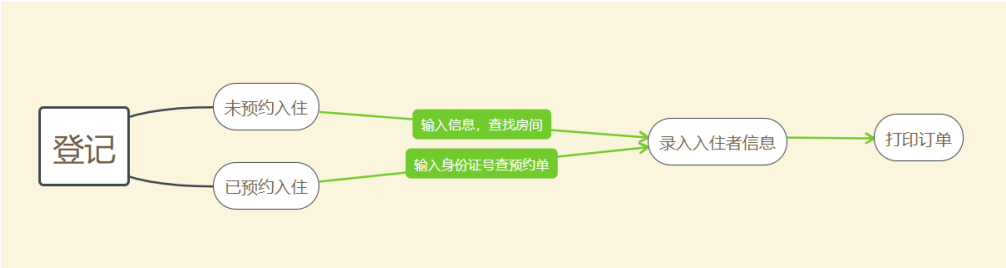 登记
未预约入住
输入信息，查找房间
已预约入住
输入身份证号查预约单
录入入住者信息
打印订单